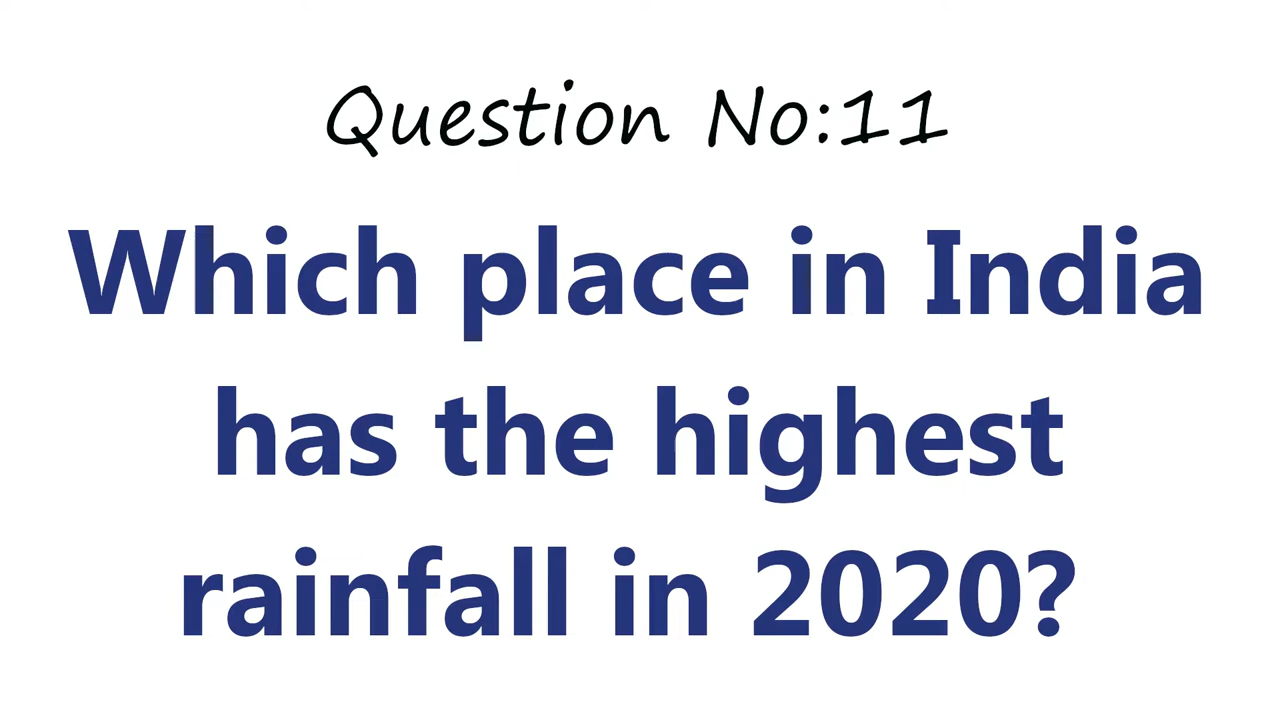 Question No:11
Which place in India
has the highest
rainfall in 2020?